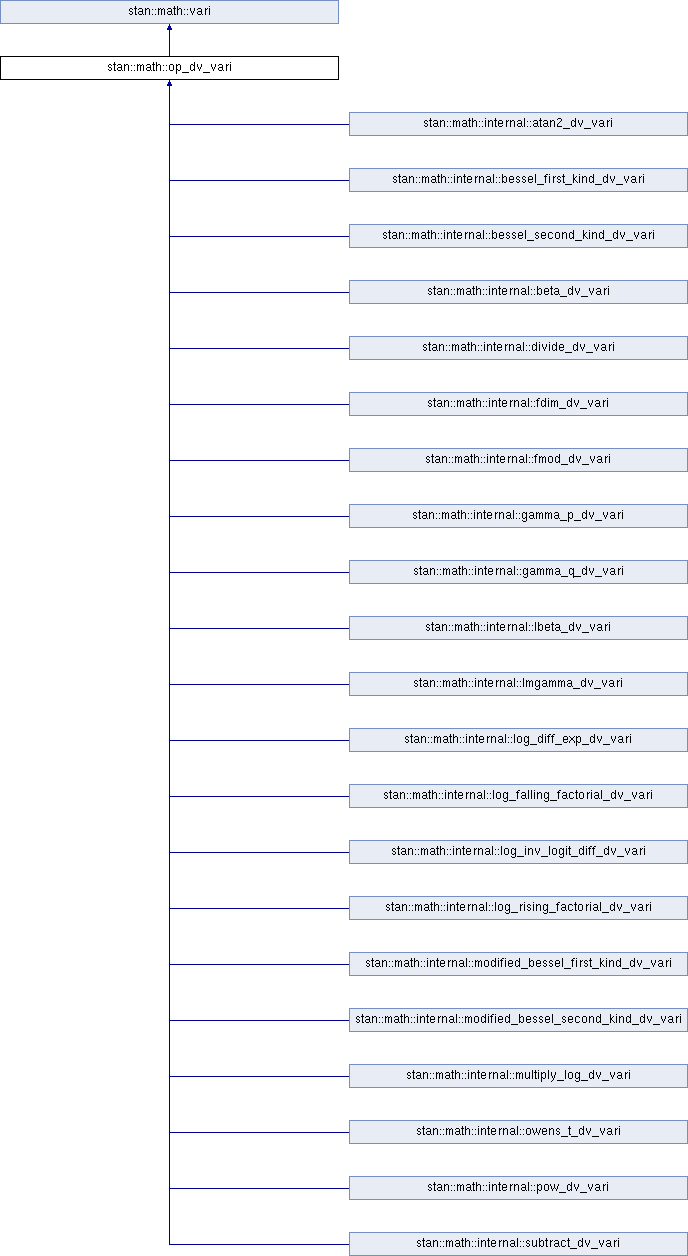 stan::math::vari
stan::math::op_dv_vari
stan::math::internal::atan2_dv_vari
stan::math::internal::bessel_first_kind_dv_vari
stan::math::internal::bessel_second_kind_dv_vari
stan::math::internal::beta_dv_vari
stan::math::internal::divide_dv_vari
stan::math::internal::fdim_dv_vari
stan::math::internal::fmod_dv_vari
stan::math::internal::gamma_p_dv_vari
stan::math::internal::gamma_q_dv_vari
stan::math::internal::lbeta_dv_vari
stan::math::internal::lmgamma_dv_vari
stan::math::internal::log_diff_exp_dv_vari
stan::math::internal::log_falling_factorial_dv_vari
stan::math::internal::log_inv_logit_diff_dv_vari
stan::math::internal::log_rising_factorial_dv_vari
stan::math::internal::modified_bessel_first_kind_dv_vari
stan::math::internal::modified_bessel_second_kind_dv_vari
stan::math::internal::multiply_log_dv_vari
stan::math::internal::owens_t_dv_vari
stan::math::internal::pow_dv_vari
stan::math::internal::subtract_dv_vari